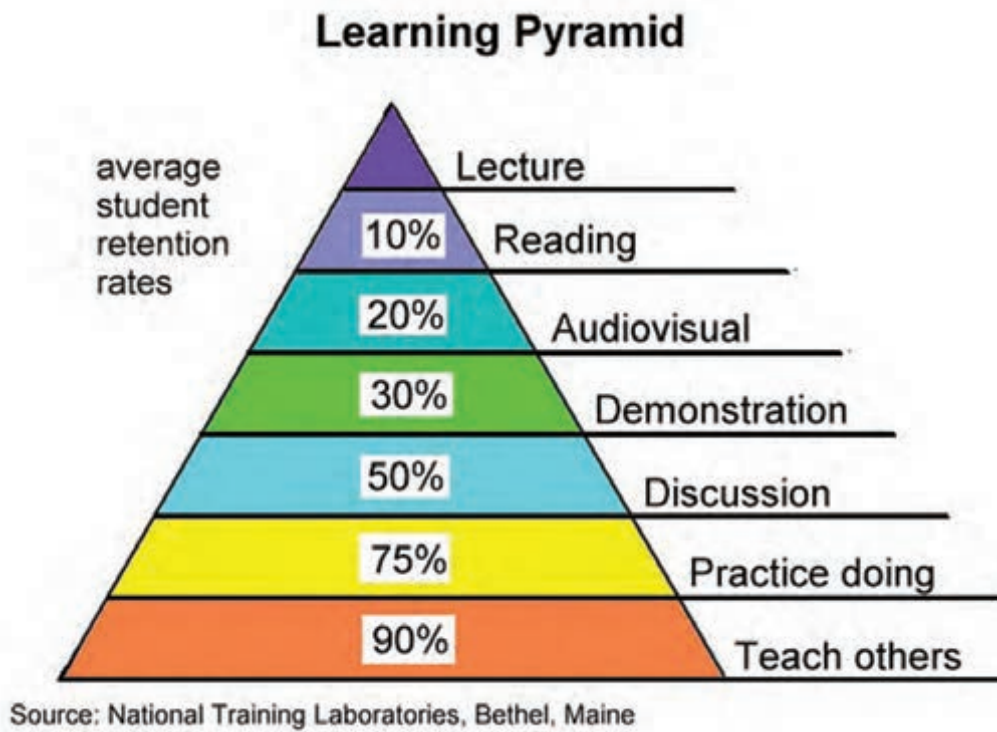 Learning Pyramid
average
student
retention
rates
Lecture
10% Reading
20% Audiovisual
30% Demonstration
50% Discussion
75% Practice doing
90% Teach others
Source: National Training Laboratories, Bethel, Maine